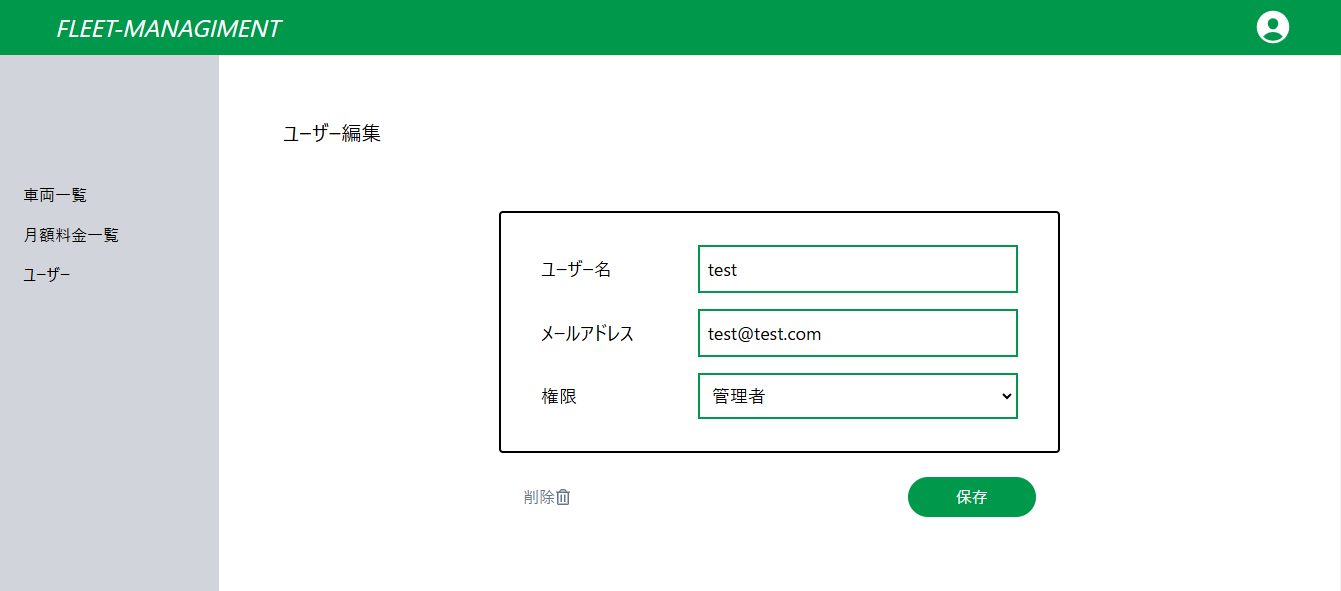 FLEET-MANAGIMENT
車両一覧
月額料金一覧
ユーザー
ユーザー編集
ユーザー名
test
メールアドレス
test@test.com
権限
管理者
削除
保存